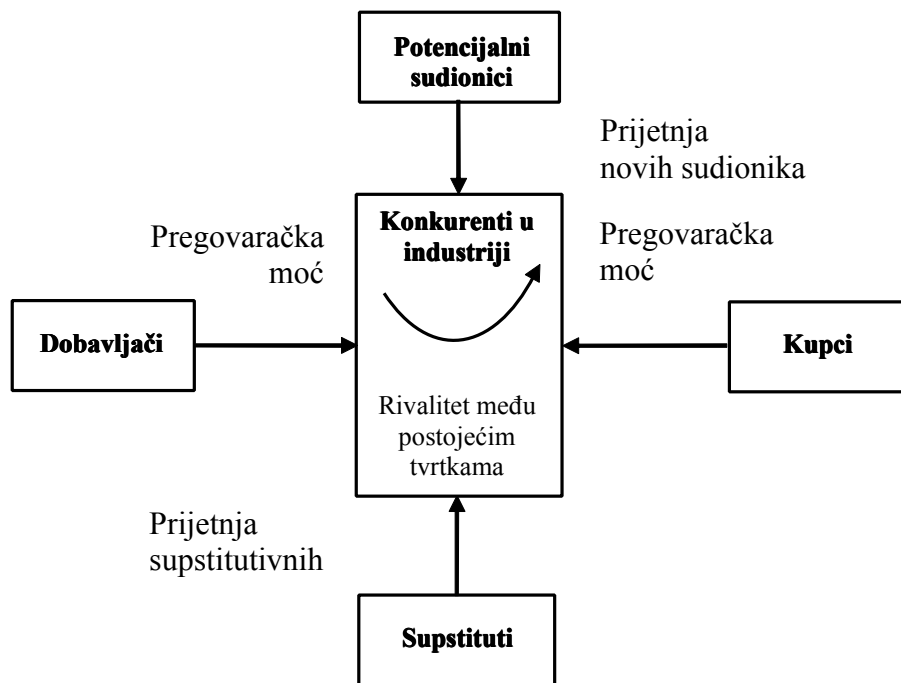 Potencijalni
sudionici
Prijetnja
novih sudionika
Konkurenti u
industriji
Pregovaračka
moć
Pregovaračka
moć
Dobavljači
Kupci
Rivalitet među
postojećim
tvrtkama
Prijetnja
supstitutivnih
Supstituti